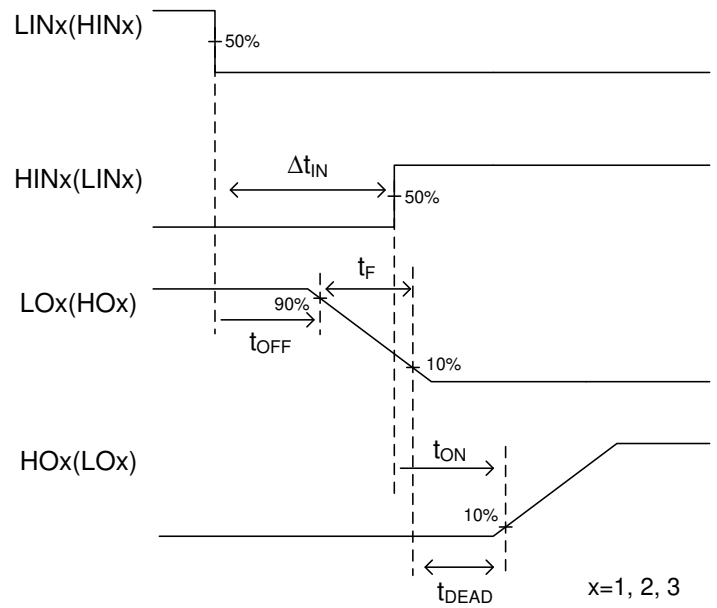 LINx(HINx)
50%
HINx(LINx)
ΔtIN
50%
LOx(HOx)
tF
90%
tOFF
10%
HOx(LOx)
tON
10%
tDEAD
x=1, 2, 3